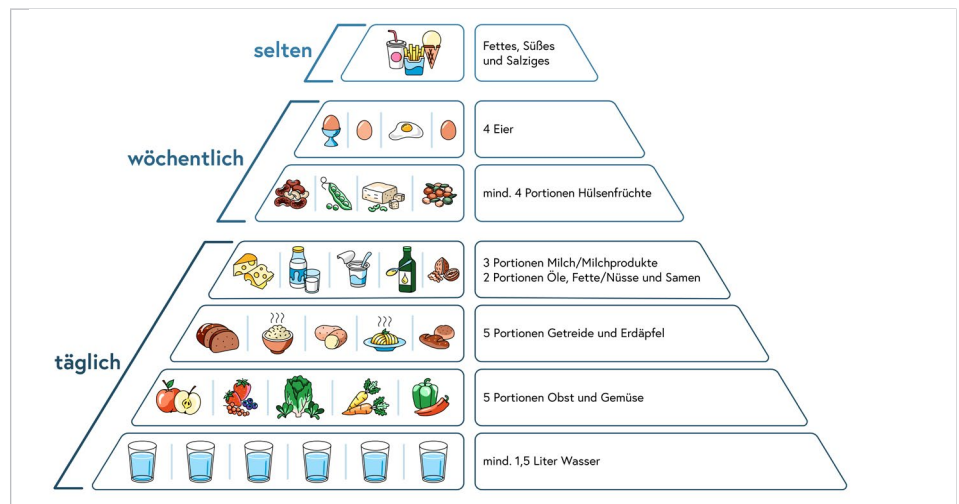 selten
Fettes, Süßes
und Salziges
wöchentlich
4 Eier
mind. 4 Portionen Hülsenfrüchte
täglich
3 Portionen Milch/Milchprodukte
2 Portionen Öle, Fette/Nüsse und Samen
5 Portionen Getreide und Erdäpfel
5 Portionen Obst und Gemüse
mind. 1,5 Liter Wasser